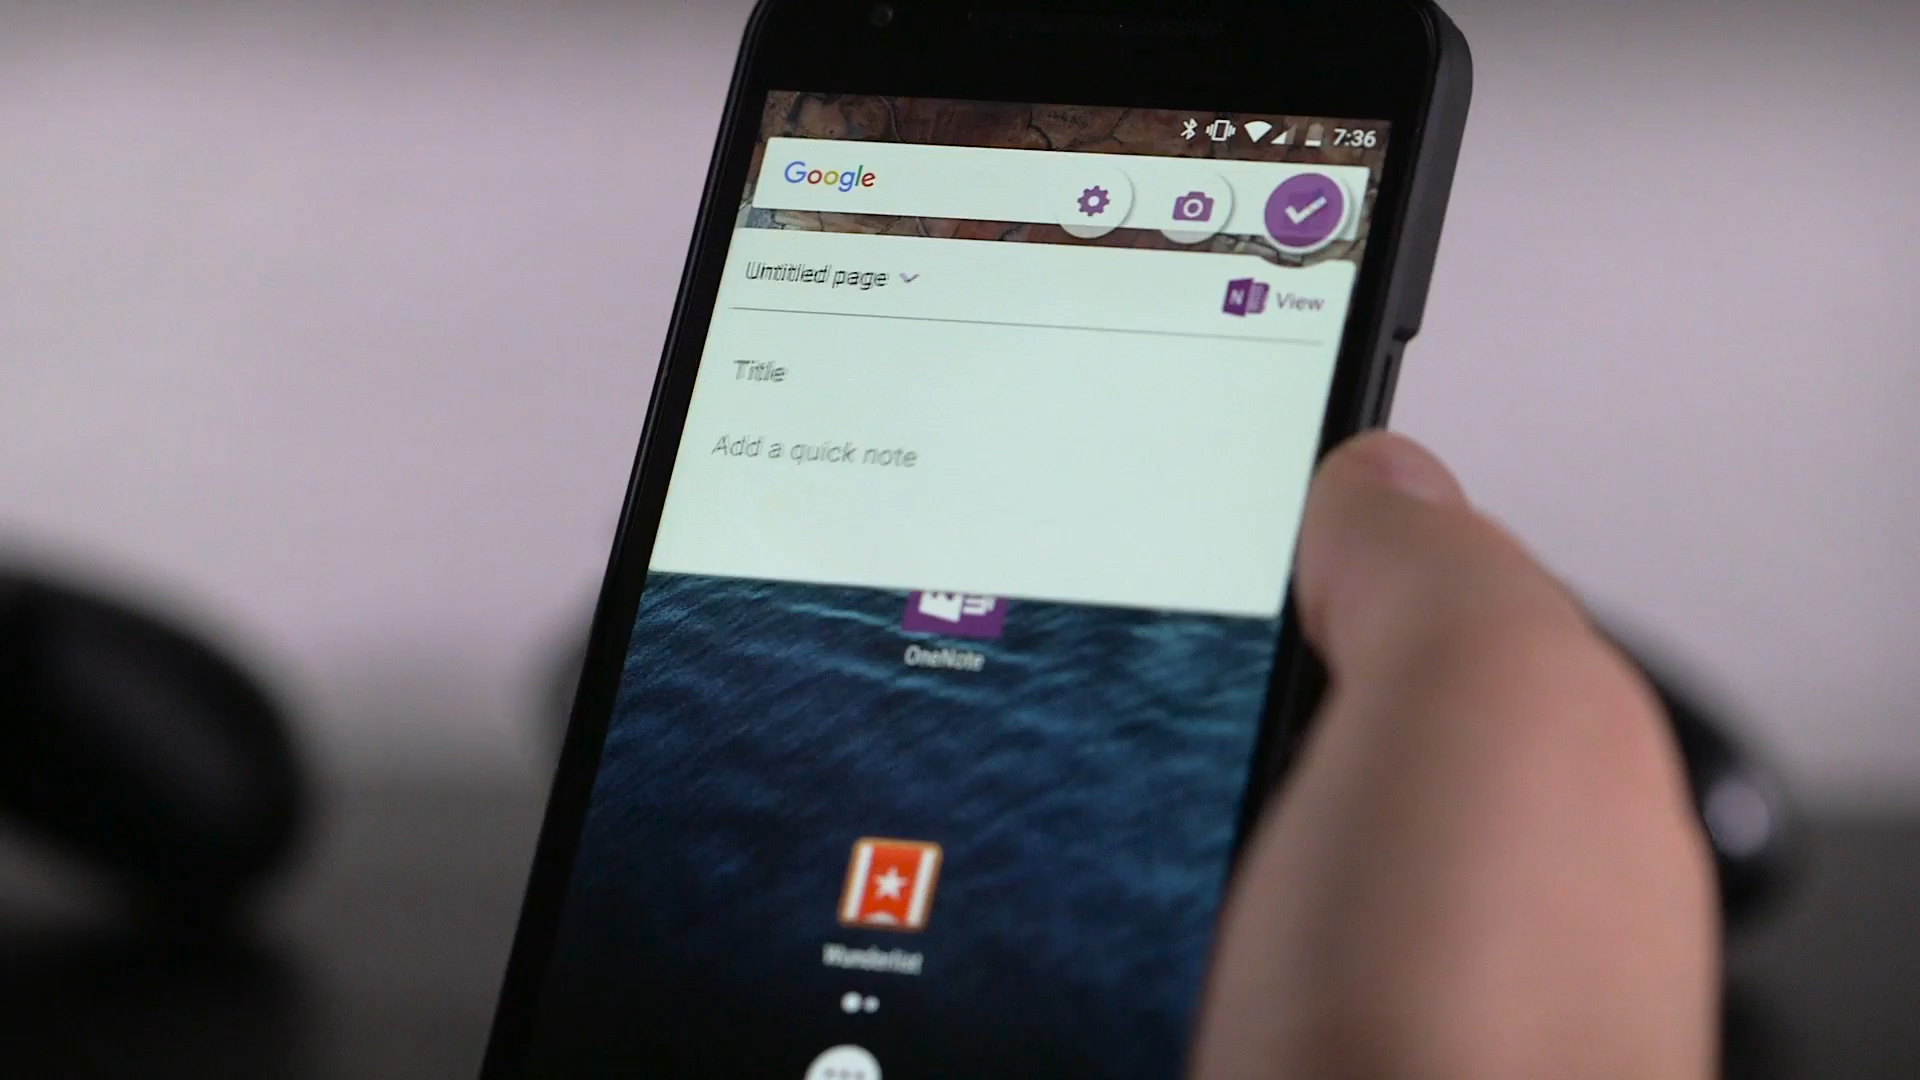 7:36
Google
Untitled page
N View
Title
Add a quick note
OneNote
Wunderlist